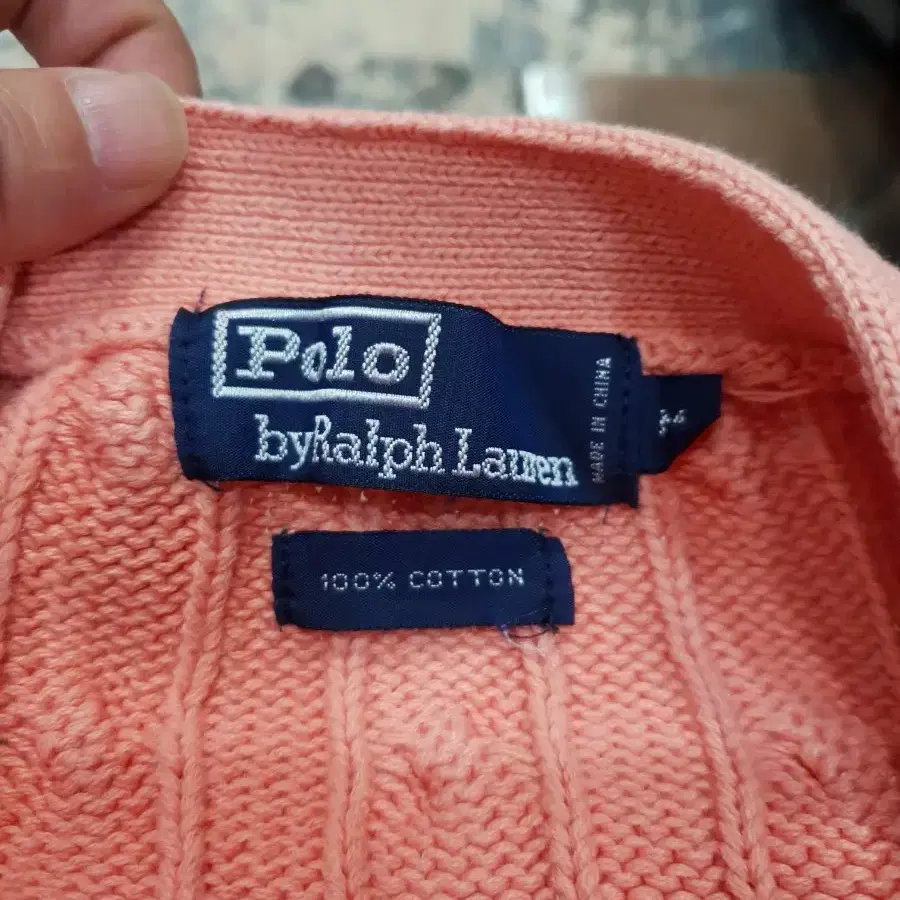 Polo
by Ralph Lauren
MADE IN CHINA
100% COTTON